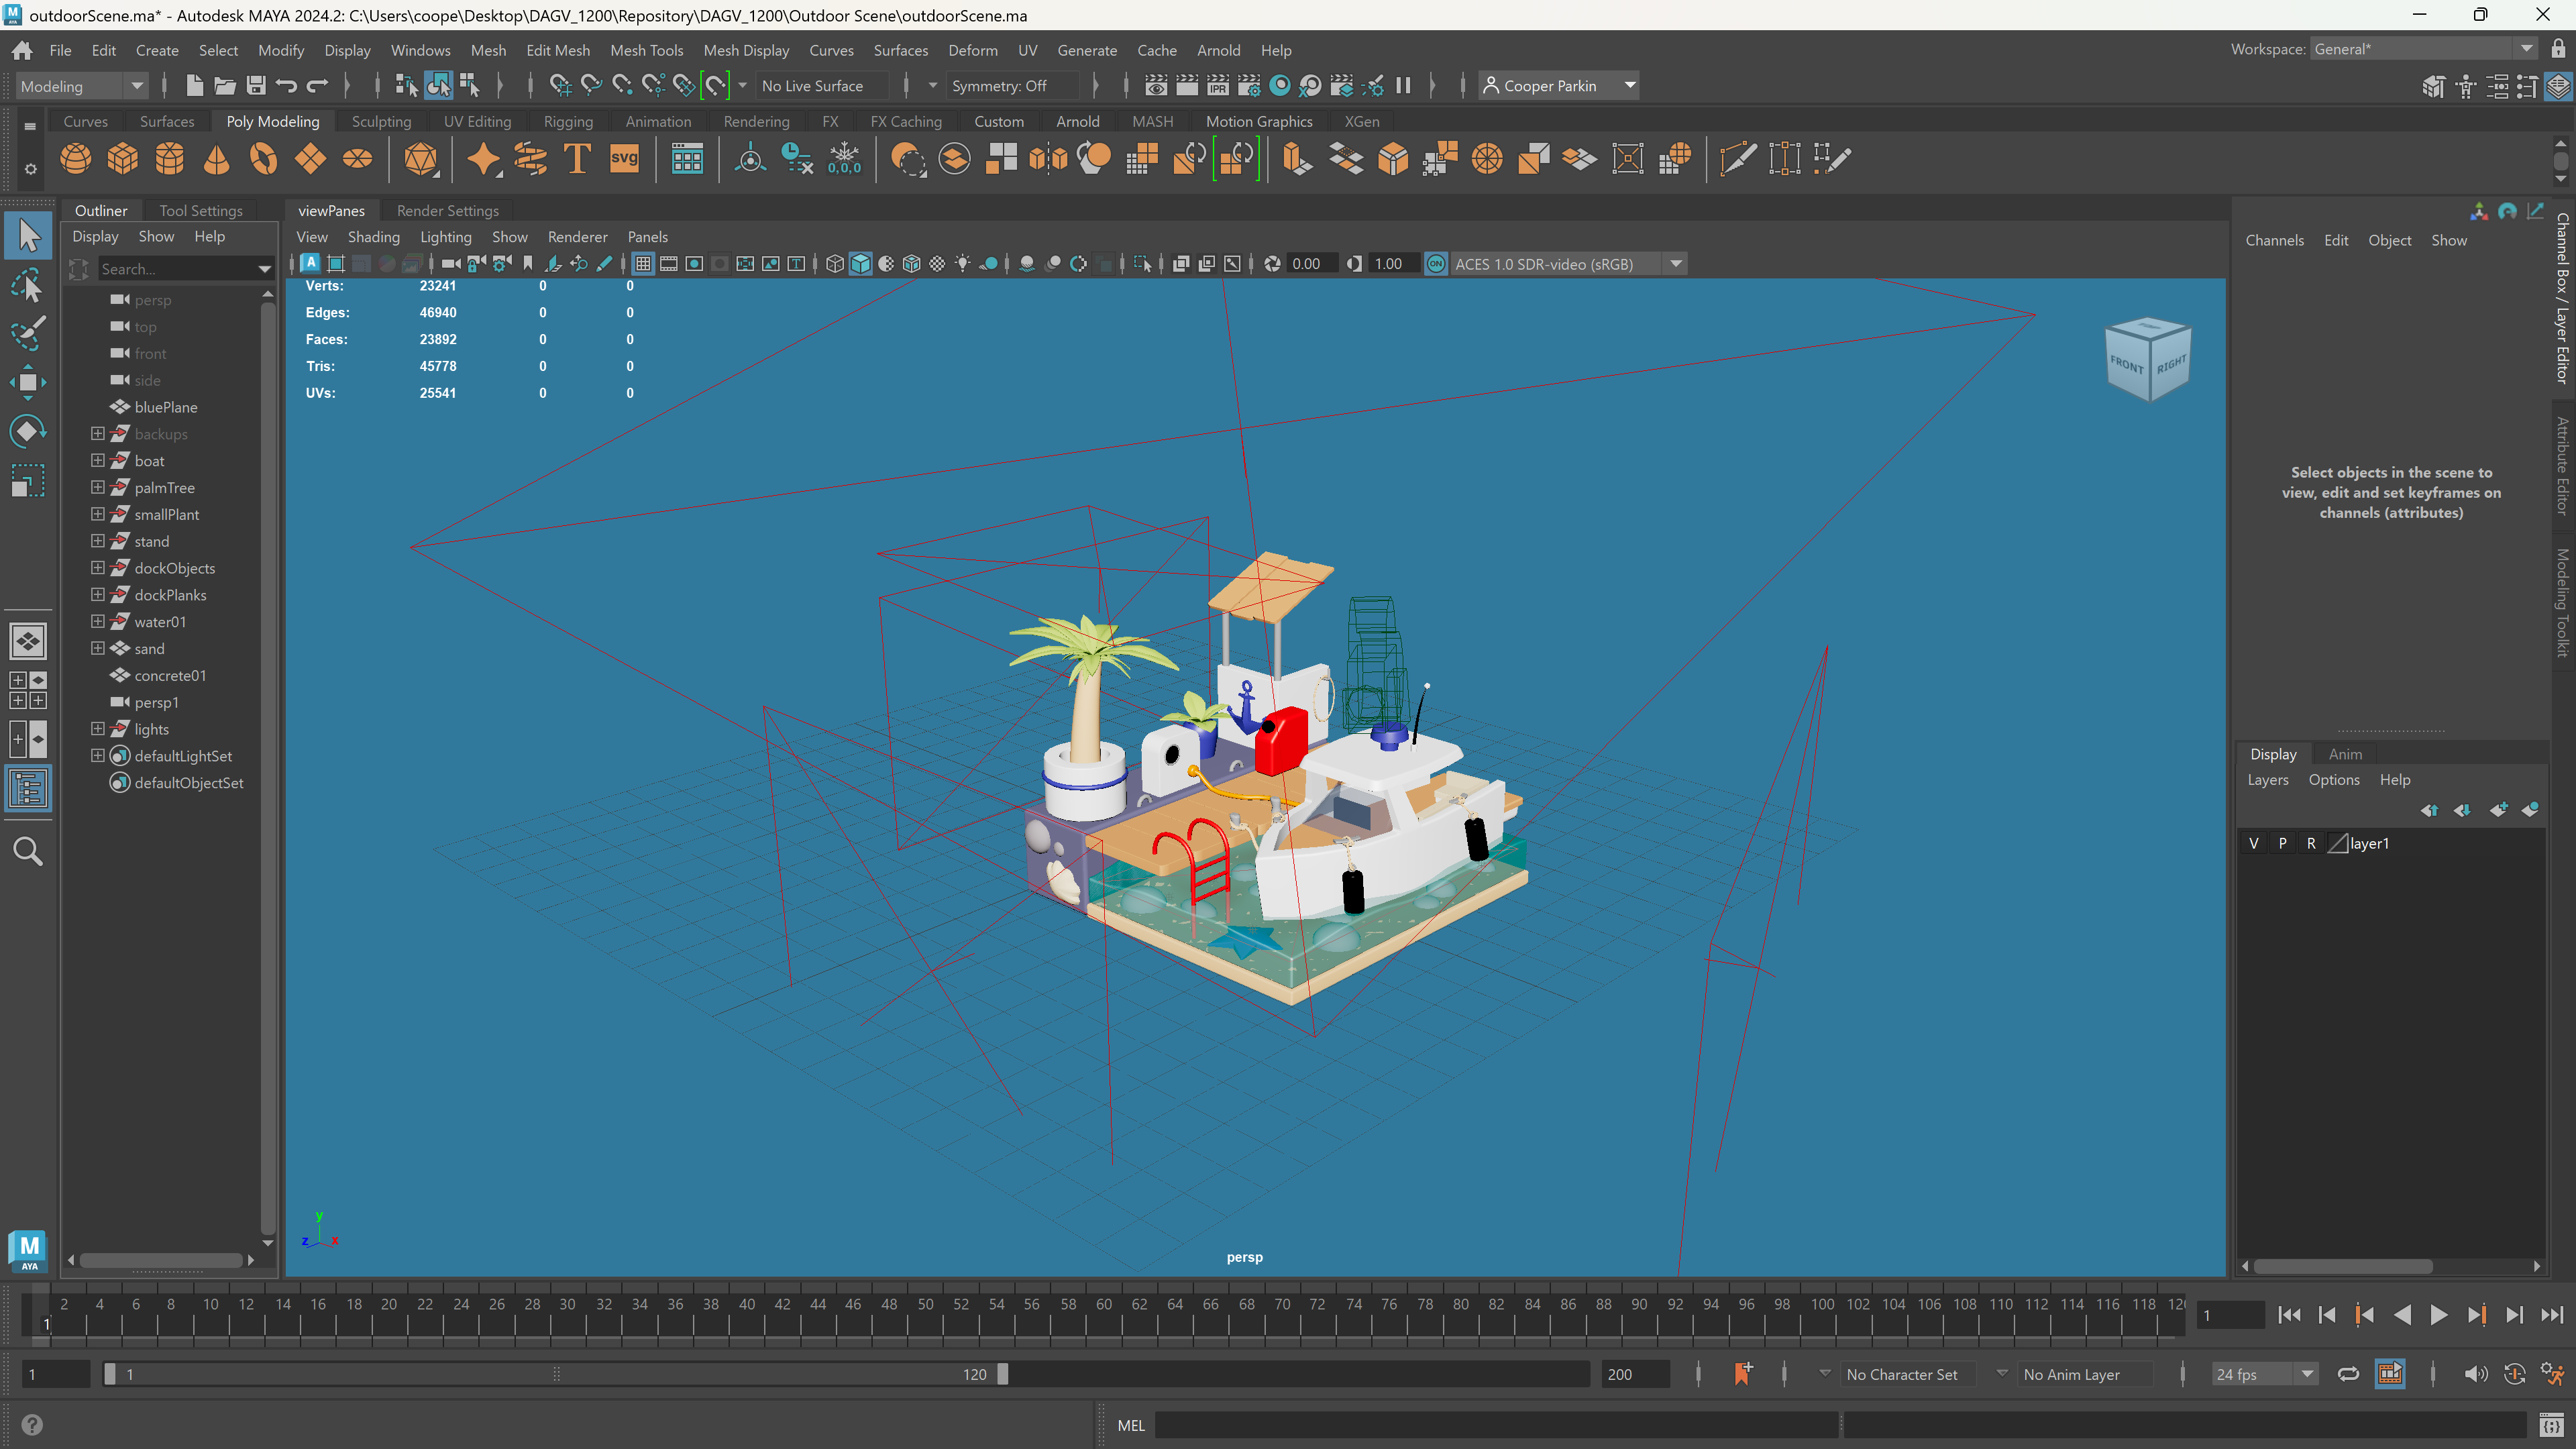 outdoorScene.ma* - Autodesk MAYA 2024.2: C:\Users\coope\Desktop\DAGV_1200\Repository\DAGV_1200\Outdoor Scene\outdoorScene.ma
File Edit Create Select Modify Display Windows Mesh Edit Mesh Mesh Tools Mesh Display Curves Surfaces Deform UV Generate Cache Arnold Help
Workspace: General*
Modeling No Live Surface Symmetry: Off IPR Cooper Parkin
Curves Surfaces Poly Modeling Sculpting UV Editing Rigging Animation Rendering FX FX Caching Custom Arnold MASH Motion Graphics XGen
T svg 0,0,0
Outliner Tool Settings
viewPanes Render Settings
Display Show Help
View Shading Lighting Show Renderer Panels
Search...
0.00 1.00 ON ACES 1.0 SDR-video (sRGB)
persp
top
front
side
bluePlane
backups
boat
palmTree
smallPlant
stand
dockObjects
dockPlanks
water01
sand
concrete01
persp1
lights
defaultLightSet
defaultObjectSet
Verts: 23241 0 0
Edges: 46940 0 0
Faces: 23892 0 0
Tris: 45778 0 0
UVs: 25541 0 0
FRONT RIGHT
y
z x
persp
Channels Edit Object Show
Select objects in the scene to
view, edit and set keyframes on
channels (attributes)
Channel Box / Layer Editor
Attribute Editor
Modeling Toolkit
Display Anim
Layers Options Help
V P R layer1
M
AYA
2 4 6 8 10 12 14 16 18 20 22 24 26 28 30 32 34 36 38 40 42 44 46 48 50 52 54 56 58 60 62 64 66 68 70 72 74 76 78 80 82 84 86 88 90 92 94 96 98 100 102 104 106 108 110 112 114 116 118
1
1
1 1 120 200 No Character Set No Anim Layer 24 fps
MEL